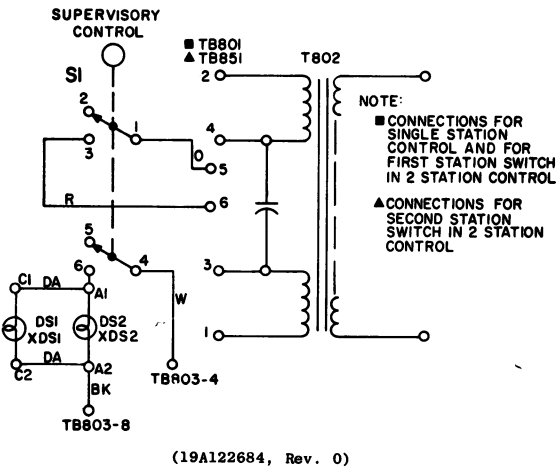 SUPERVISORY
CONTROL
■ TB801
▲ TB851
T802
S1
2
2
1
4
3
O
5
R
6
5
4
3
6
W
C1
DA
A1
DS1
XDS1
DS2
XDS2
1
C2
DA
A2
BK
TB803-4
TB803-8
NOTE:
■ CONNECTIONS FOR
SINGLE STATION
CONTROL AND FOR
FIRST STATION SWITCH
IN 2 STATION CONTROL
▲ CONNECTIONS FOR
SECOND STATION
SWITCH IN 2 STATION
CONTROL
(19A122684, Rev. 0)